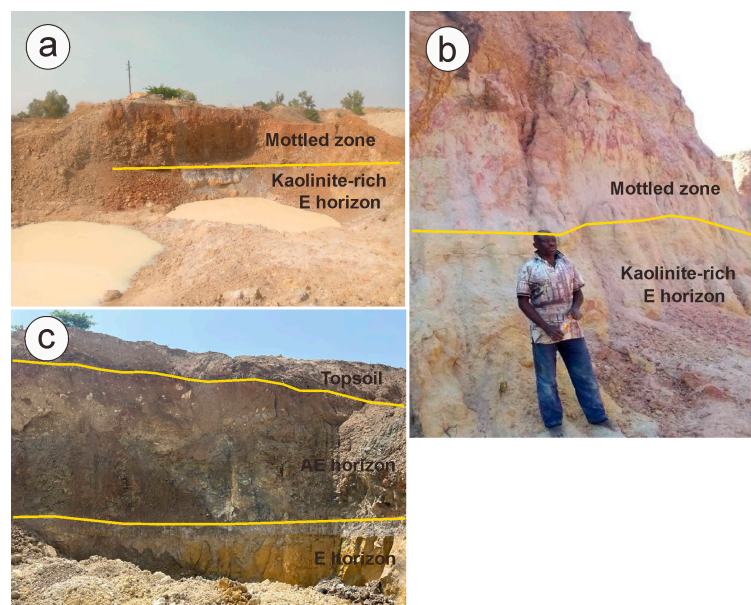 a
Mottled zone
Kaolinite-rich
E horizon
b
Mottled zone
Kaolinite-rich
E horizon
c
Topsoil
AE horizon
E horizon